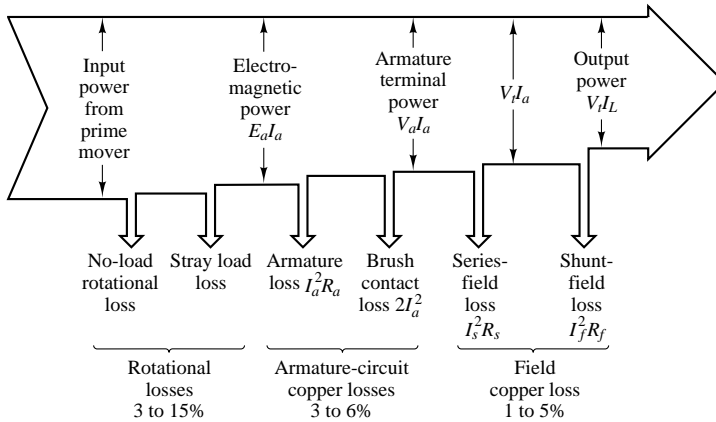 Input
power
from
prime
mover
Electro-
magnetic
power
EₐIₐ
Armature
terminal
power
VₐIₐ
VₜIₐ
Output
power
VₜI_L
No-load
rotational
loss
Stray load
loss
Armature
loss Iₐ²Rₐ
Brush
contact
loss 2Iₐ²
Series-
field
loss
Iₛ²Rₛ
Shunt-
field
loss
I_f²R_f
Rotational
losses
3 to 15%
Armature-circuit
copper losses
3 to 6%
Field
copper loss
1 to 5%